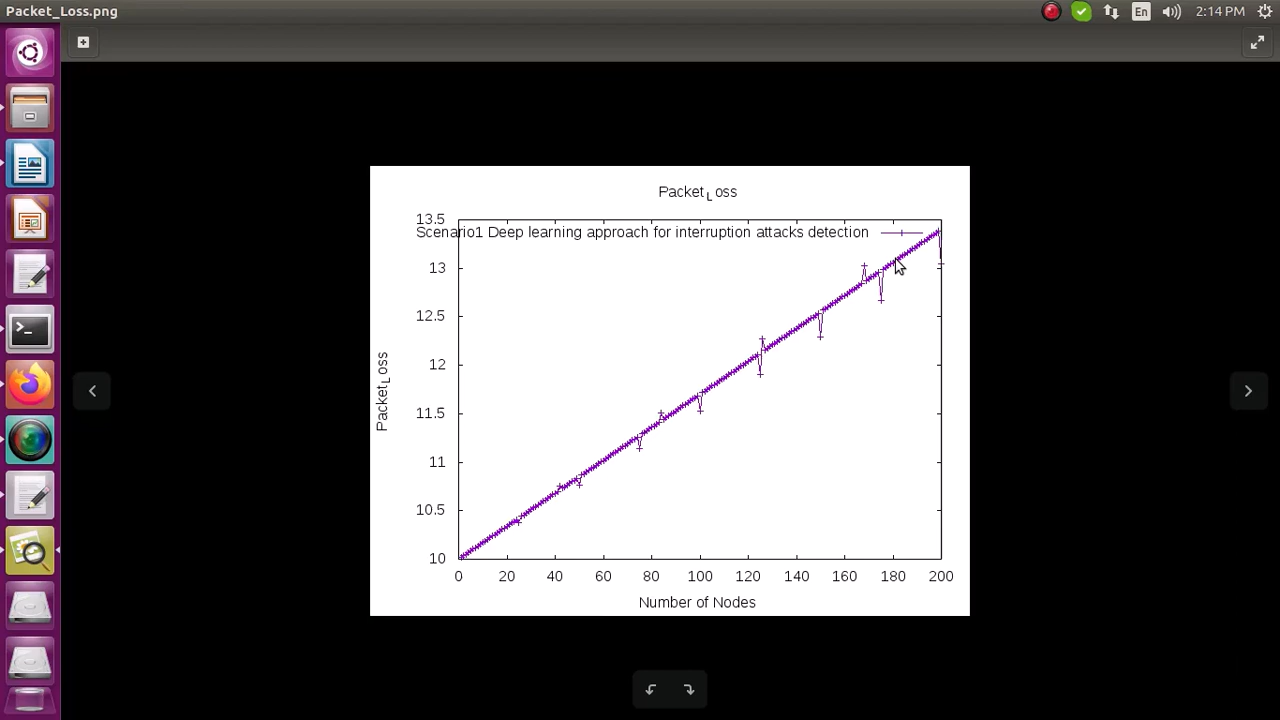 Packet_Loss.png
En
2:14 PM
Packet_Loss
13.5
Scenario1 Deep learning approach for interruption attacks detection
13
12.5
12
11.5
11
10.5
10
Packet_Loss
0 20 40 60 80 100 120 140 160 180 200
Number of Nodes